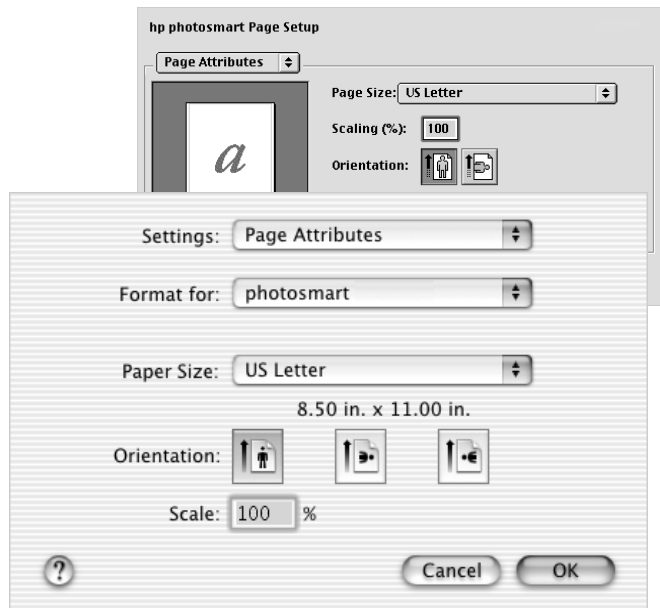 hp photosmart Page Setup
Page Attributes
Page Size: US Letter
a
Scaling (%): 100
Orientation:
Settings: Page Attributes
Format for: photosmart
Paper Size: US Letter
8.50 in. x 11.00 in.
Orientation:
Scale: 100 %
? Cancel OK